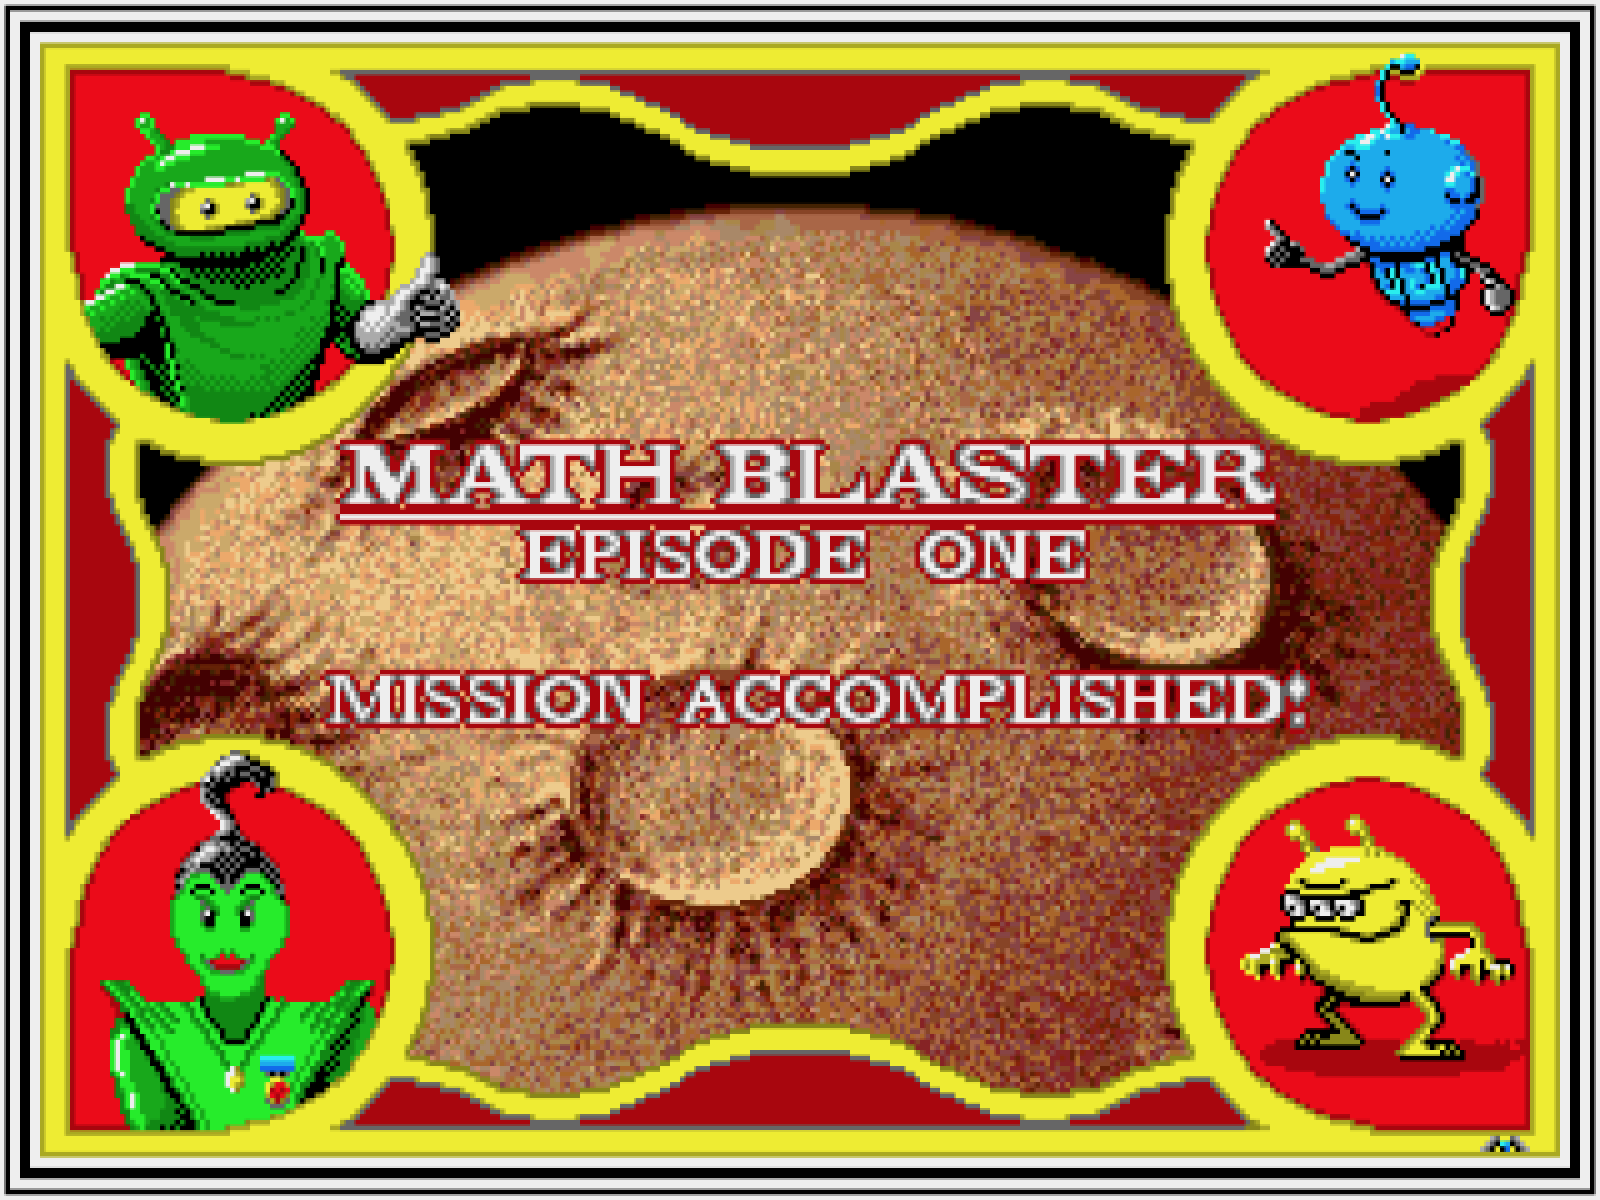 MATH BLASTER
EPISODE ONE
MISSION ACCOMPLISHED: